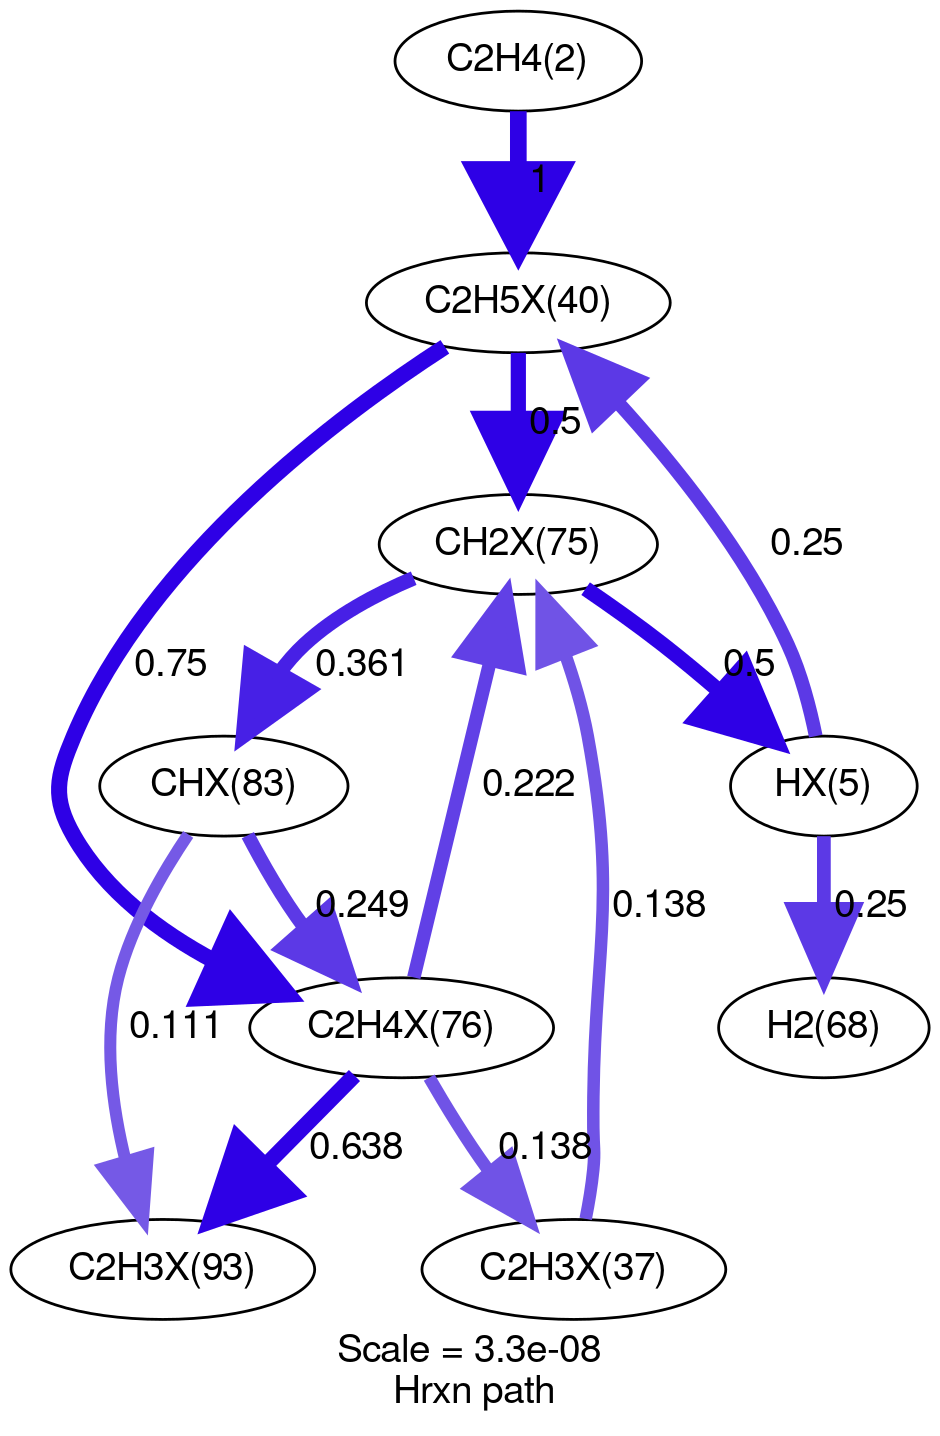 C2H4(2)
1
C2H5X(40)
0.5
CH2X(75)
0.25
0.75
0.361
0.5
CHX(83)
0.222
HX(5)
0.249
0.138
0.25
0.111
C2H4X(76)
H2(68)
0.638
0.138
C2H3X(93)
C2H3X(37)
Scale = 3.3e-08
Hrxn path